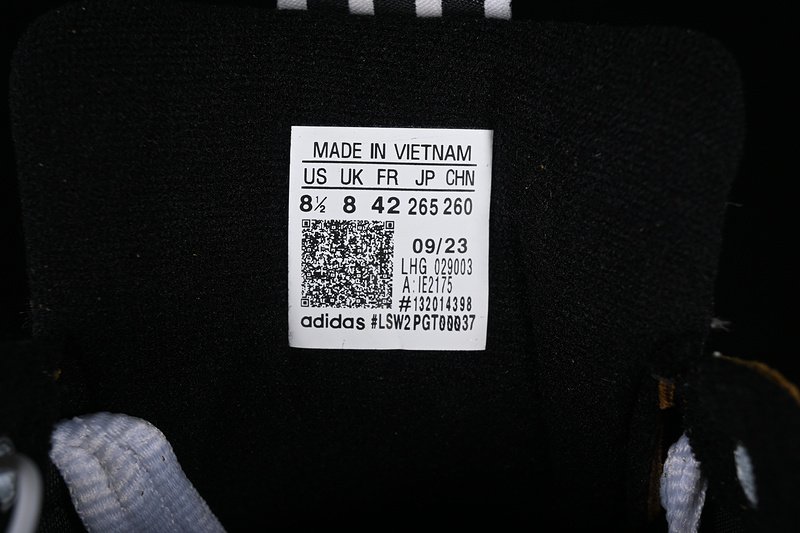 MADE IN VIETNAM
US UK FR JP CHN
8½ 8 42 265 260
09/23
LHG 029003
A:IE2175
#132014398
adidas #LSW2PGT00037